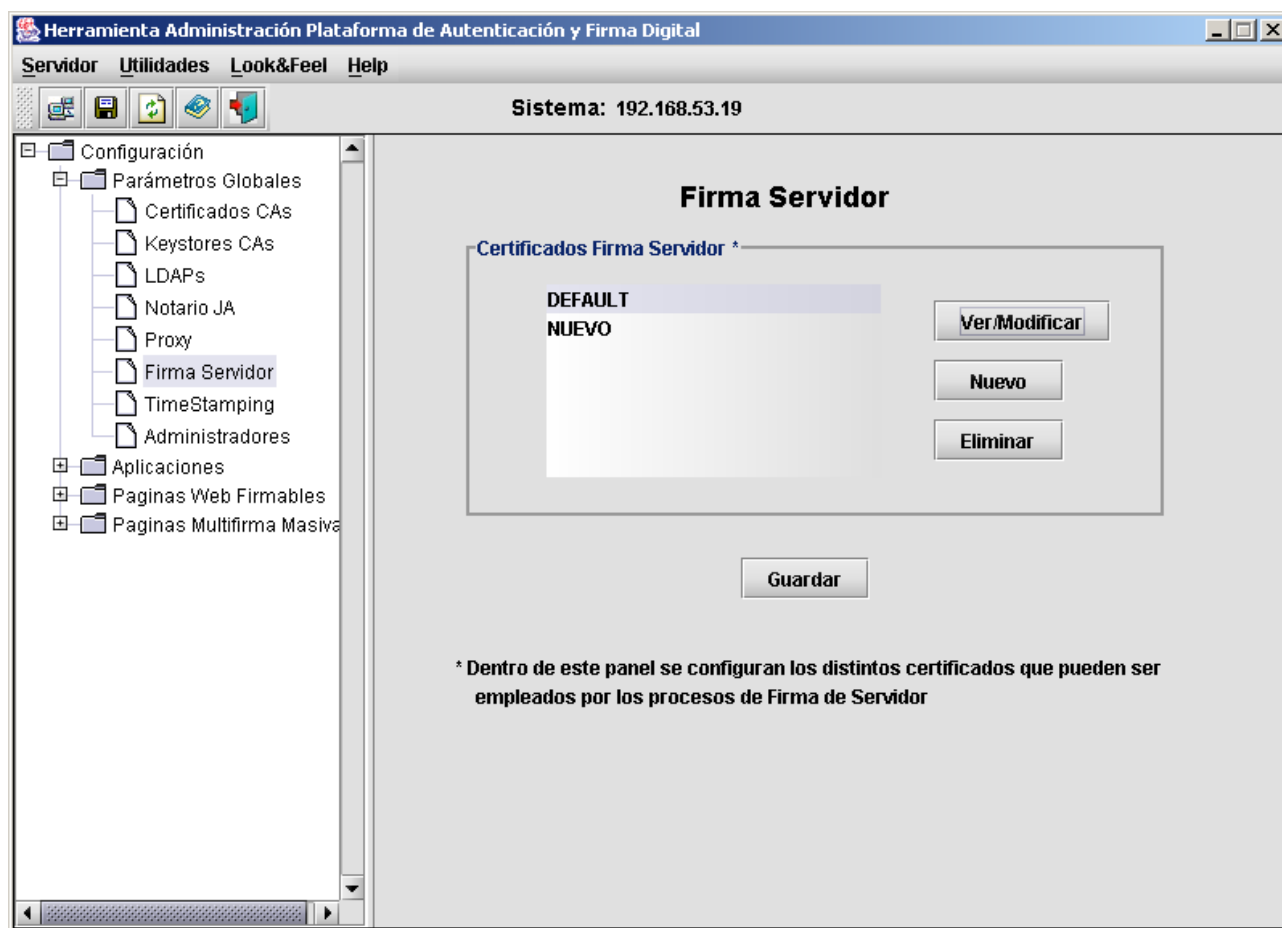 Herramienta Administración Plataforma de Autenticación y Firma Digital
Servidor Utilidades Look&Feel Help
Sistema: 192.168.53.19
Configuración
Parámetros Globales
Certificados CAs
Keystores CAs
LDAPs
Notario JA
Proxy
Firma Servidor
TimeStamping
Administradores
Aplicaciones
Paginas Web Firmables
Paginas Multifirma Masiva
Firma Servidor
Certificados Firma Servidor *
DEFAULT
NUEVO
Ver/Modificar
Nuevo
Eliminar
Guardar
* Dentro de este panel se configuran los distintos certificados que pueden ser
empleados por los procesos de Firma de Servidor